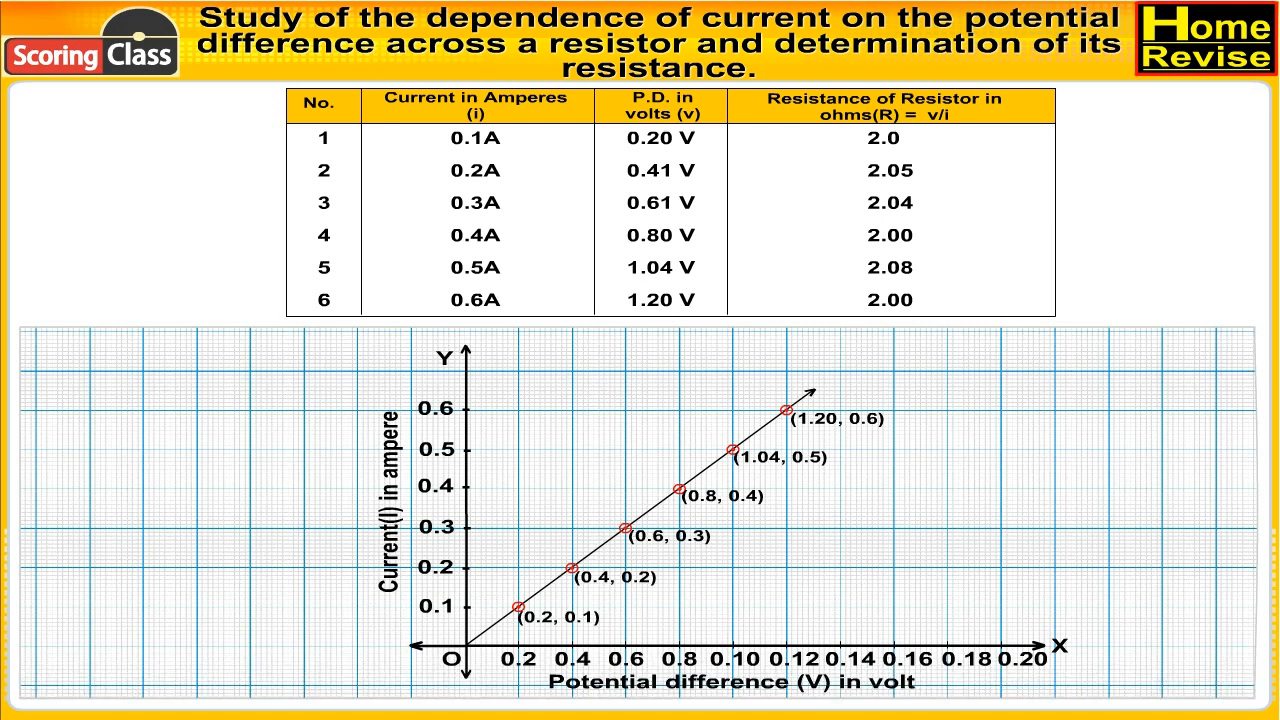 Study of the dependence of current on the potential
difference across a resistor and determination of its
resistance.
Scoring Class
Home
Revise
No. Current in Amperes (i) P.D. in volts (v) Resistance of Resistor in ohms(R) = v/i
1 0.1A 0.20 V 2.0
2 0.2A 0.41 V 2.05
3 0.3A 0.61 V 2.04
4 0.4A 0.80 V 2.00
5 0.5A 1.04 V 2.08
6 0.6A 1.20 V 2.00
Y
0.6
0.5
0.4
0.3
0.2
0.1
Current(I) in ampere
(1.20, 0.6)
(1.04, 0.5)
(0.8, 0.4)
(0.6, 0.3)
(0.4, 0.2)
(0.2, 0.1)
O 0.2 0.4 0.6 0.8 0.10 0.12 0.14 0.16 0.18 0.20 X
Potential difference (V) in volt